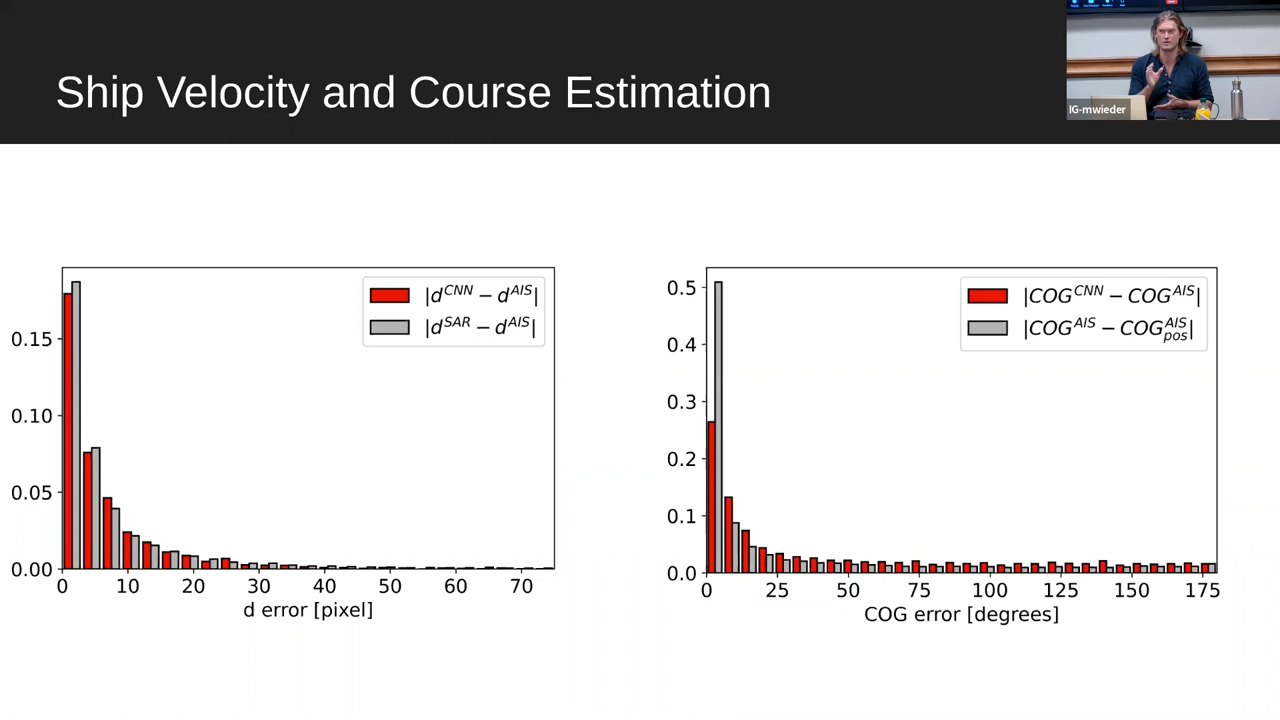 Ship Velocity and Course Estimation
IG-mwieder
|d^CNN − d^AIS|
|d^SAR − d^AIS|
0.15
0.10
0.05
0.00
0 10 20 30 40 50 60 70
d error [pixel]
|COG^CNN − COG^AIS|
|COG^AIS − COG^AIS_pos|
0.5
0.4
0.3
0.2
0.1
0.0
0 25 50 75 100 125 150 175
COG error [degrees]